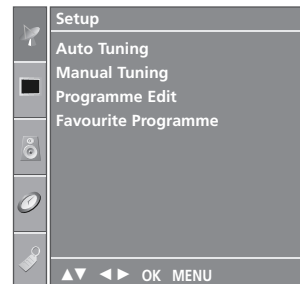 Setup
Auto Tuning
Manual Tuning
Programme Edit
Favourite Programme
▲▼ ◄► OK MENU